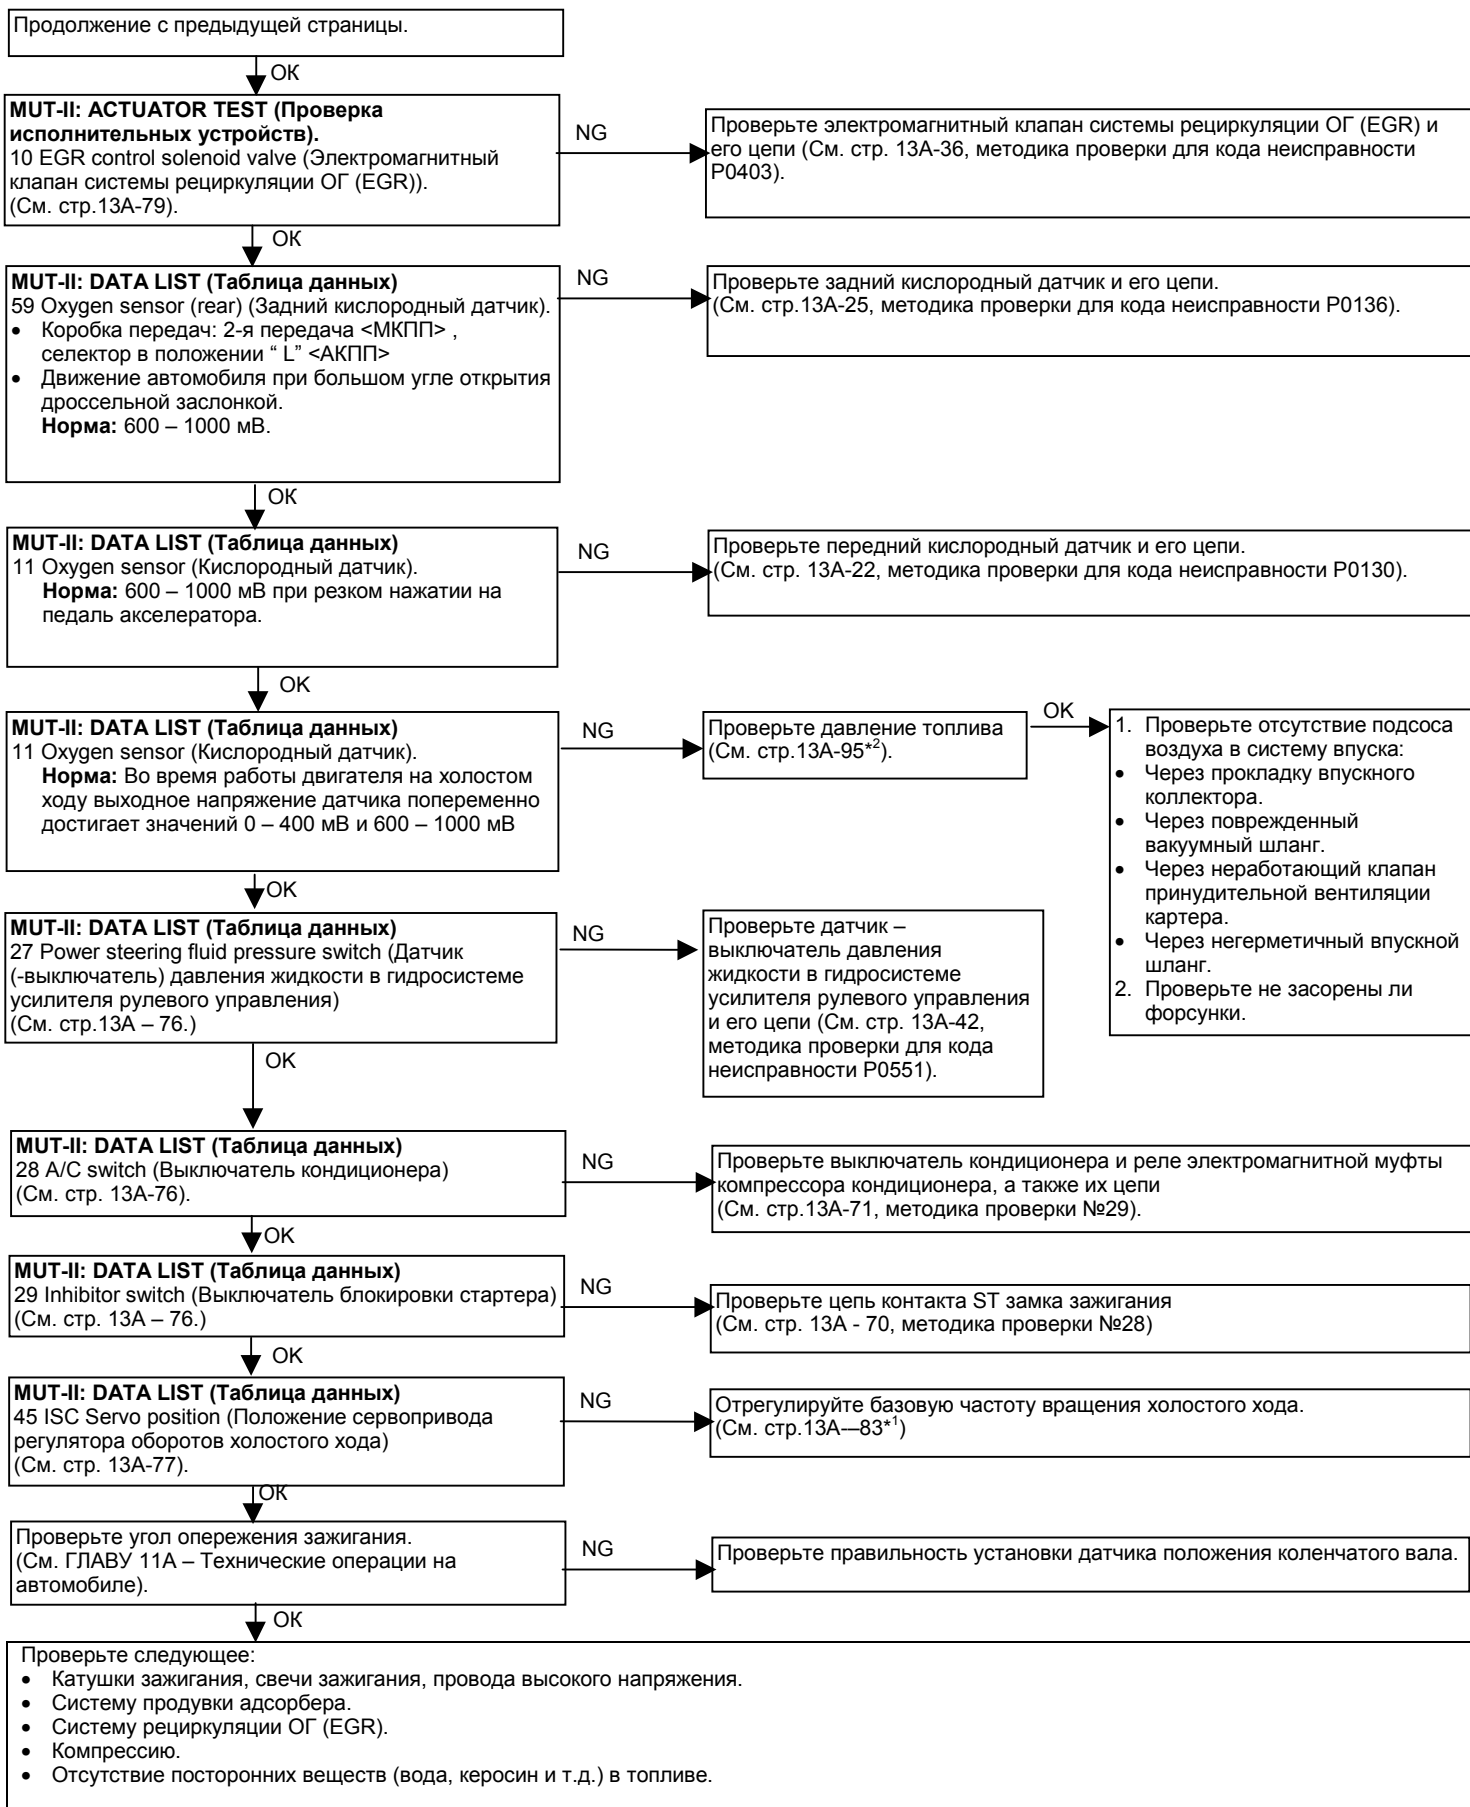 Продолжение с предыдущей страницы.
ОК
MUT-II: ACTUATOR TEST (Проверка
исполнительных устройств).
10 EGR control solenoid valve (Электромагнитный
клапан системы рециркуляции ОГ (EGR)).
(См. стр.13А-79).
NG
Проверьте электромагнитный клапан системы рециркуляции ОГ (EGR) и
его цепи (См. стр. 13А-36, методика проверки для кода неисправности
P0403).
ОК
MUT-II: DATA LIST (Таблица данных)
59 Oxygen sensor (rear) (Задний кислородный датчик).
• Коробка передач: 2-я передача <МКПП> ,
селектор в положении “ L” <АКПП>
• Движение автомобиля при большом угле открытия
дроссельной заслонкой.
Норма: 600 – 1000 мВ.
NG
Проверьте задний кислородный датчик и его цепи.
(См. стр.13А-25, методика проверки для кода неисправности P0136).
ОК
MUT-II: DATA LIST (Таблица данных)
11 Oxygen sensor (Кислородный датчик).
Норма: 600 – 1000 мВ при резком нажатии на
педаль акселератора.
NG
Проверьте передний кислородный датчик и его цепи.
(См. стр. 13А-22, методика проверки для кода неисправности P0130).
OK
MUT-II: DATA LIST (Таблица данных)
11 Oxygen sensor (Кислородный датчик).
Норма: Во время работы двигателя на холостом
ходу выходное напряжение датчика попеременно
достигает значений 0 – 400 мВ и 600 – 1000 мВ
NG
Проверьте давление топлива
(См. стр.13А-95*²).
OK
1. Проверьте отсутствие подсоса
воздуха в систему впуска:
• Через прокладку впускного
коллектора.
• Через поврежденный
вакуумный шланг.
• Через неработающий клапан
принудительной вентиляции
картера.
• Через негерметичный впускной
шланг.
2. Проверьте не засорены ли
форсунки.
OK
MUT-II: DATA LIST (Таблица данных)
27 Power steering fluid pressure switch (Датчик
(-выключатель) давления жидкости в гидросистеме
усилителя рулевого управления)
(См. стр.13А – 76.)
NG
Проверьте датчик –
выключатель давления
жидкости в гидросистеме
усилителя рулевого управления
и его цепи (См. стр. 13А-42,
методика проверки для кода
неисправности P0551).
OK
MUT-II: DATA LIST (Таблица данных)
28 A/C switch (Выключатель кондиционера)
(См. стр. 13А-76).
NG
Проверьте выключатель кондиционера и реле электромагнитной муфты
компрессора кондиционера, а также их цепи
(См. стр.13А-71, методика проверки №29).
OK
MUT-II: DATA LIST (Таблица данных)
29 Inhibitor switch (Выключатель блокировки стартера)
(См. стр. 13А – 76.)
NG
Проверьте цепь контакта ST замка зажигания
(См. стр. 13А - 70, методика проверки №28)
OK
MUT-II: DATA LIST (Таблица данных)
45 ISC Servo position (Положение сервопривода
регулятора оборотов холостого хода)
(См. стр. 13А-77).
NG
Отрегулируйте базовую частоту вращения холостого хода.
(См. стр.13А-–83*¹)
ОК
Проверьте угол опережения зажигания.
(См. ГЛАВУ 11А – Технические операции на
автомобиле).
NG
Проверьте правильность установки датчика положения коленчатого вала.
ОК
Проверьте следующее:
• Катушки зажигания, свечи зажигания, провода высокого напряжения.
• Систему продувки адсорбера.
• Систему рециркуляции ОГ (EGR).
• Компрессию.
• Отсутствие посторонних веществ (вода, керосин и т.д.) в топливе.